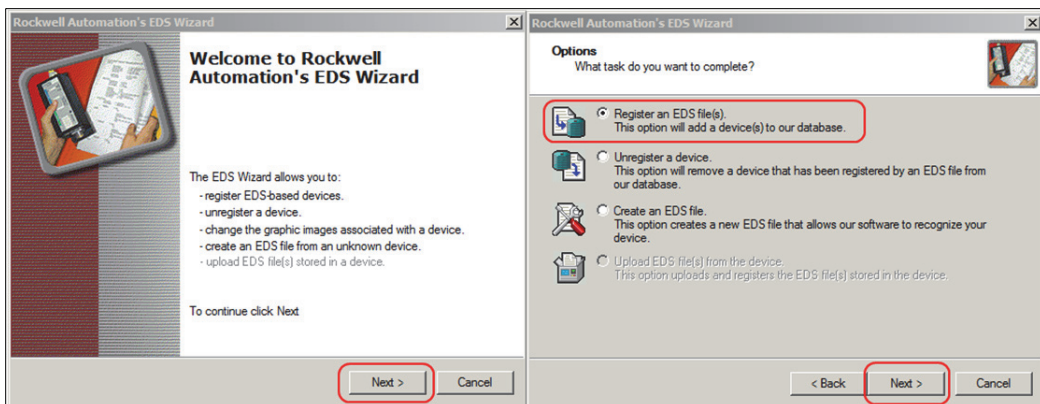 Rockwell Automation's EDS Wizard
Welcome to Rockwell
Automation's EDS Wizard
The EDS Wizard allows you to:
- register EDS-based devices.
- unregister a device.
- change the graphic images associated with a device.
- create an EDS file from an unknown device.
- upload EDS file(s) stored in a device.
To continue click Next
Next >
Cancel
Rockwell Automation's EDS Wizard
Options
What task do you want to complete?
Register an EDS file(s).
This option will add a device(s) to our database.
Unregister a device.
This option will remove a device that has been registered by an EDS file from
our database.
Create an EDS file.
This option creates a new EDS file that allows our software to recognize your
device.
Upload EDS file(s) from the device.
This option uploads and registers the EDS file(s) stored in the device.
< Back
Next >
Cancel